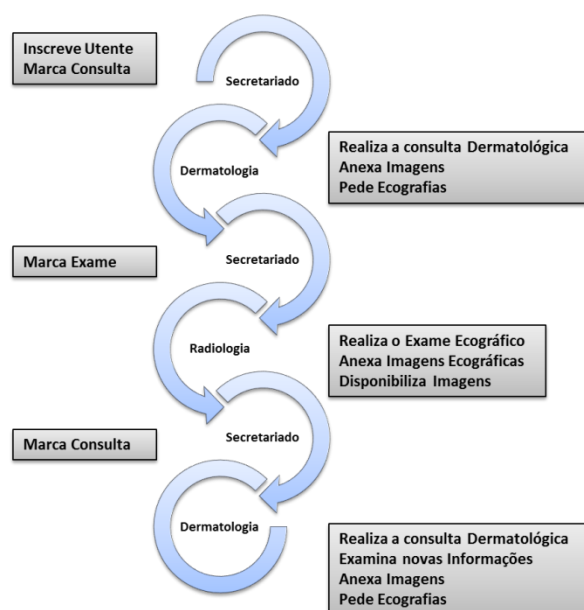 Inscreve Utente
Marca Consulta
Secretariado
Dermatologia
Realiza a consulta Dermatológica
Anexa Imagens
Pede Ecografias
Marca Exame
Secretariado
Radiologia
Realiza o Exame Ecográfico
Anexa Imagens Ecográficas
Disponibiliza Imagens
Marca Consulta
Secretariado
Dermatologia
Realiza a consulta Dermatológica
Examina novas Informações
Anexa Imagens
Pede Ecografias